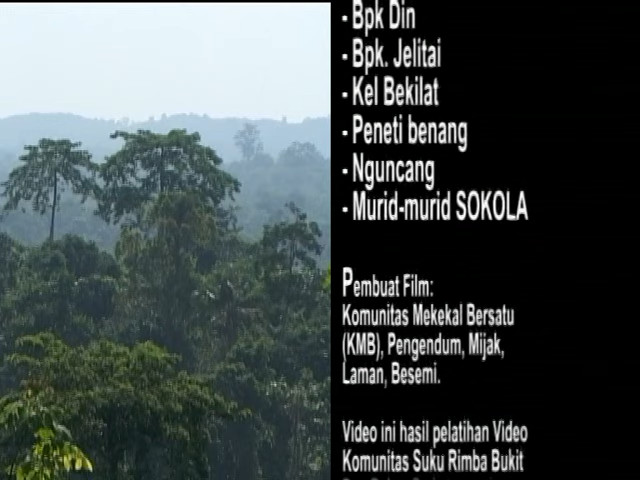 - Bpk Din
- Bpk. Jelitai
- Kel Bekilat
- Peneti benang
- Nguncang
- Murid-murid SOKOLA
Pembuat Film:
Komunitas Mekekal Bersatu
(KMB), Pengendum, Mijak,
Laman, Besemi.
Video ini hasil pelatihan Video
Komunitas Suku Rimba Bukit